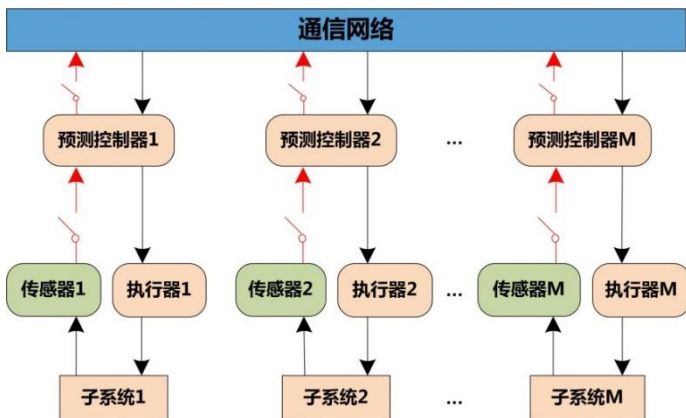 通信网络
预测控制器1 预测控制器2 ... 预测控制器M
传感器1 执行器1 传感器2 执行器2 ... 传感器M 执行器M
子系统1 子系统2 ... 子系统M